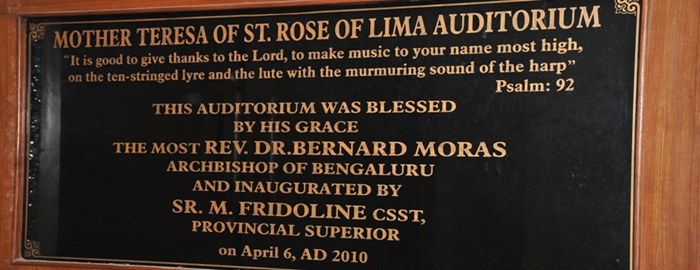 MOTHER TERESA OF ST. ROSE OF LIMA AUDITORIUM
"It is good to give thanks to the Lord, to make music to your name most high,
on the ten-stringed lyre and the lute with the murmuring sound of the harp"
Psalm: 92
THIS AUDITORIUM WAS BLESSED
BY HIS GRACE
THE MOST REV. DR.BERNARD MORAS
ARCHBISHOP OF BENGALURU
AND INAUGURATED BY
SR. M. FRIDOLINE CSST,
PROVINCIAL SUPERIOR
on April 6, AD 2010